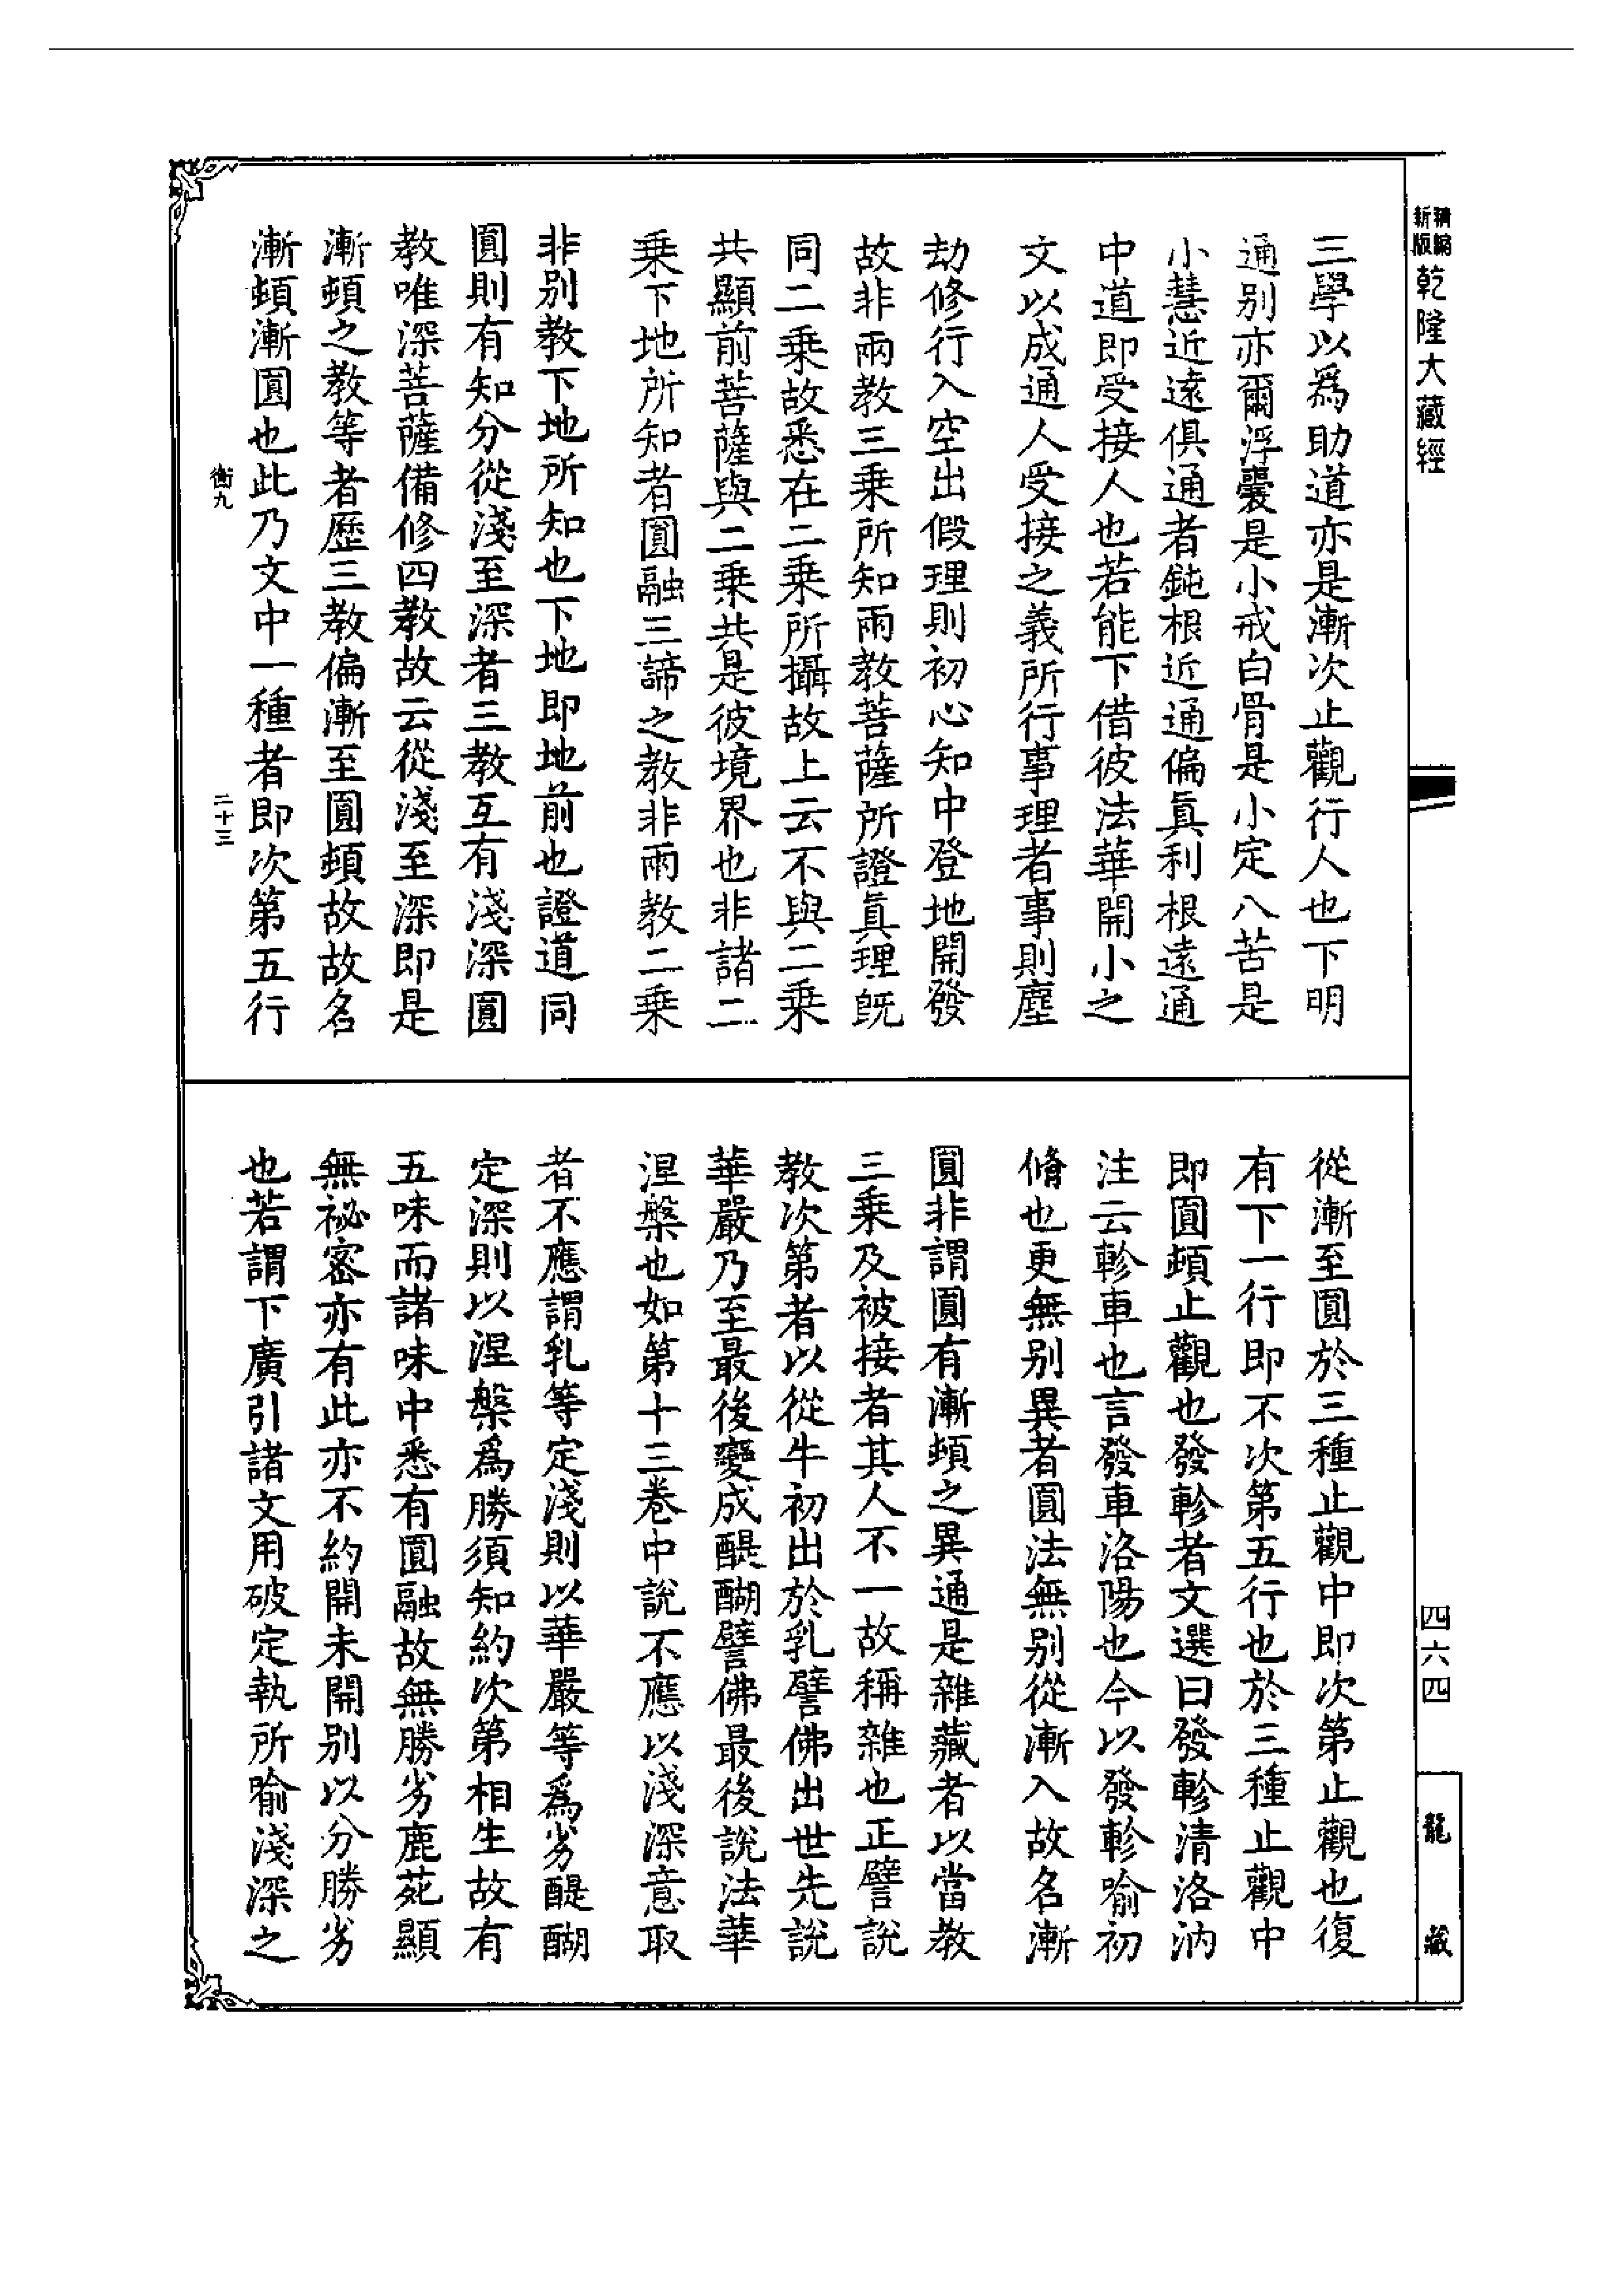 精編新版
乾隆大藏經
三學以為助道亦是漸次止觀行人也下明
通别亦爾浮囊是小戒白骨是小定八苦是
小慧近遠俱通者鈍根近通偏眞利根遠通
中道即受接人也若能下借彼法華開小之
文以成通人受接之義所行事理者事則塵
劫修行入空出假理則初心知中登地開發
故非兩教三乗所知兩教菩薩所證眞理既
同二乗故悉在二乗所攝故上云不與二乗
共顯前菩薩與二乗共是彼境界也非諸二
乗下地所知者圓融三諦之教非兩教二乗
非别教下地所知也下地即地前也證道同
圓則有知分從淺至深者三教互有淺深圓
教唯深菩薩備修四教故云從淺至深即是
漸頓之教等者歷三教偏漸至圓頓故故名
漸頓漸圓也此乃文中一種者即次第五行
衡九
二十三
從漸至圓於三種止觀中即次第止觀也復
有下一行即不次第五行也於三種止觀中
即圓頓止觀也發軫者文選曰發軫清洛汭
注云軫車也言發車洛陽也今以發軫喻初
脩也更無别異者圓法無别從漸入故名漸
圓非謂圓有漸頓之異通是雜藏者以當教
三乗及被接者其人不一故稱雜也正譬說
教次第者以從牛初出於乳譬佛出世先說
華嚴乃至最後變成醍醐譬佛最後說法華
涅槃也如第十三卷中說不應以淺深意取
者不應謂乳等定淺則以華嚴等為劣醍醐
定深則以涅槃為勝須知約次第相生故有
五味而諸味中悉有圓融故無勝劣鹿苑顯
無祕密亦有此亦不約開未開别以分勝劣
也若謂下廣引諸文用破定執所喻淺深之
四六四
龍藏